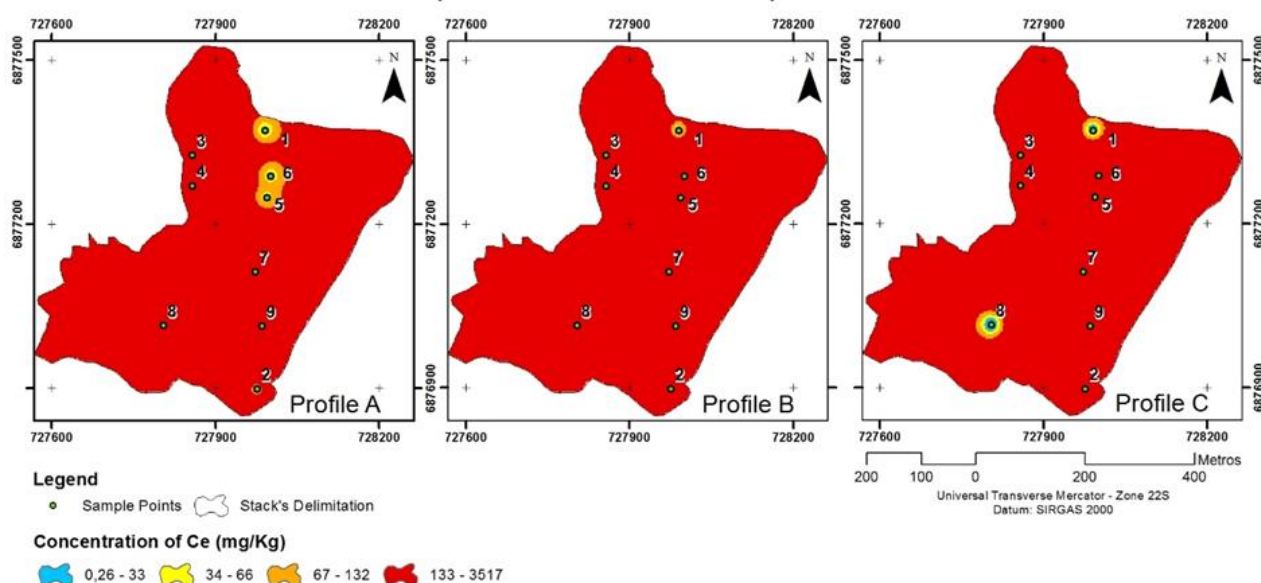 727600 727900 728200 727600 727900 728200 727600 727900 728200
6877500 6877500 6877500
N N N
3 1 3 1 3 1
4 6 4 6 4 6
5 5 5
6877200 6877200 6877200
7 7 7
8 9 8 9 8 9
2 2 2
6876900 6876900 6876900
Profile A Profile B Profile C
727600 727900 728200 727600 727900 728200 727600 727900 728200
200 100 0 200 400 Metros
Universal Transverse Mercator - Zone 22S
Datum: SIRGAS 2000
Legend
Sample Points Stack's Delimitation
Concentration of Ce (mg/Kg)
0,26 - 33 34 - 66 67 - 132 133 - 3517